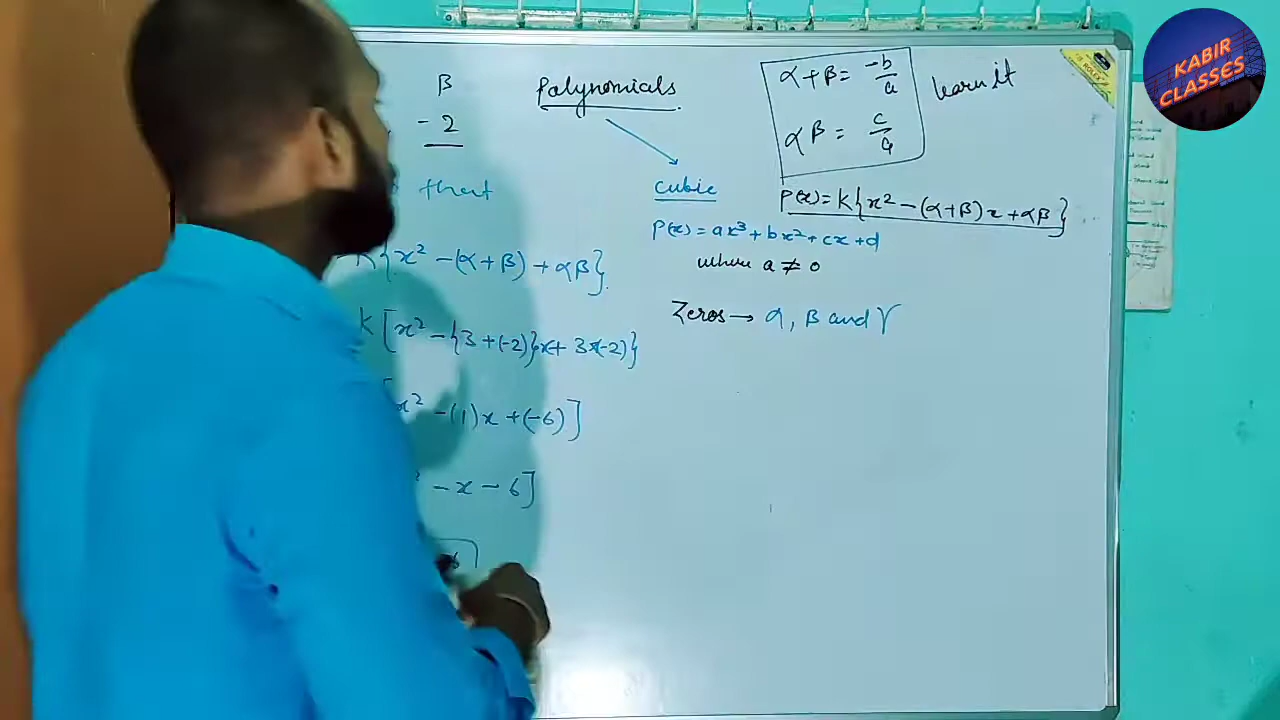 β
- 2
that
K{x² -(α+β) + αβ}
K[x² -{3 +(-2)}x+ 3×(-2)}
x² -(1)x +(-6)]
² - x - 6]
Polynomials
cubic
P(x) = ax³ + bx² + cx + d
where a ≠ 0
Zeros → α, β and γ
α + β = -b/a
αβ = c/a
learn it
P(x) = K{x² -(α+β)x + αβ}
KABIR
CLASSES